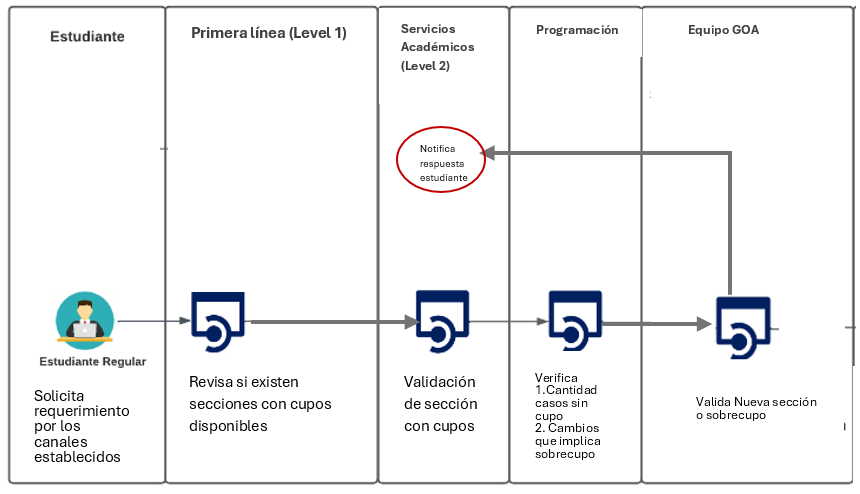 Estudiante
Primera línea (Level 1)
Servicios
Académicos
(Level 2)
Programación
Equipo GOA
Notifica
respuesta
estudiante
Estudiante Regular
Solicita
requerimiento
por los
canales
establecidos
Revisa si existen
secciones con cupos
disponibles
Validación
de sección
con cupos
Verifica
1.Cantidad
casos sin
cupo
2. Cambios
que implica
sobrecupo
Valida Nueva sección
o sobrecupo